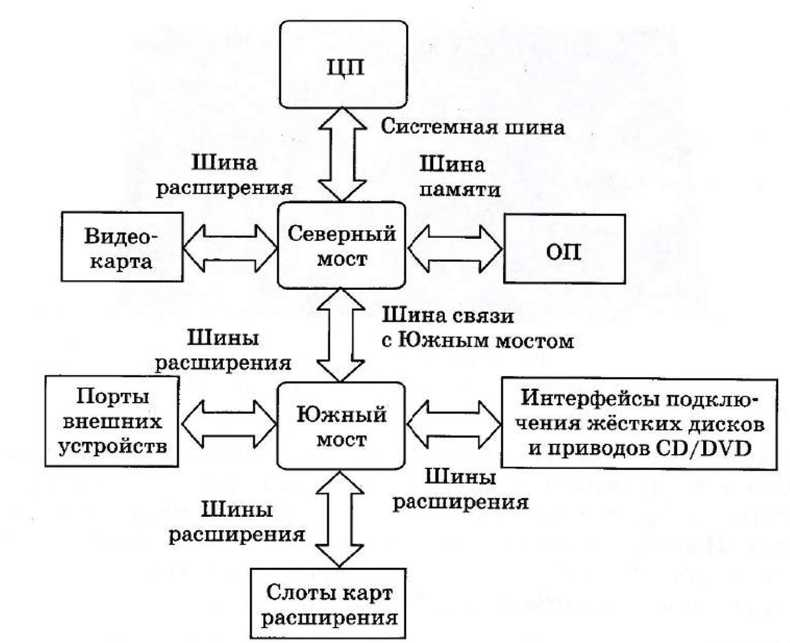 ЦП
Системная шина
Шина
расширения
Шина
памяти
Видео-
карта
Северный
мост
ОП
Шины
расширения
Шина связи
с Южным мостом
Порты
внешних
устройств
Южный
мост
Интерфейсы подклю-
чения жёстких дисков
и приводов CD/DVD
Шины
расширения
Шины
расширения
Слоты карт
расширения